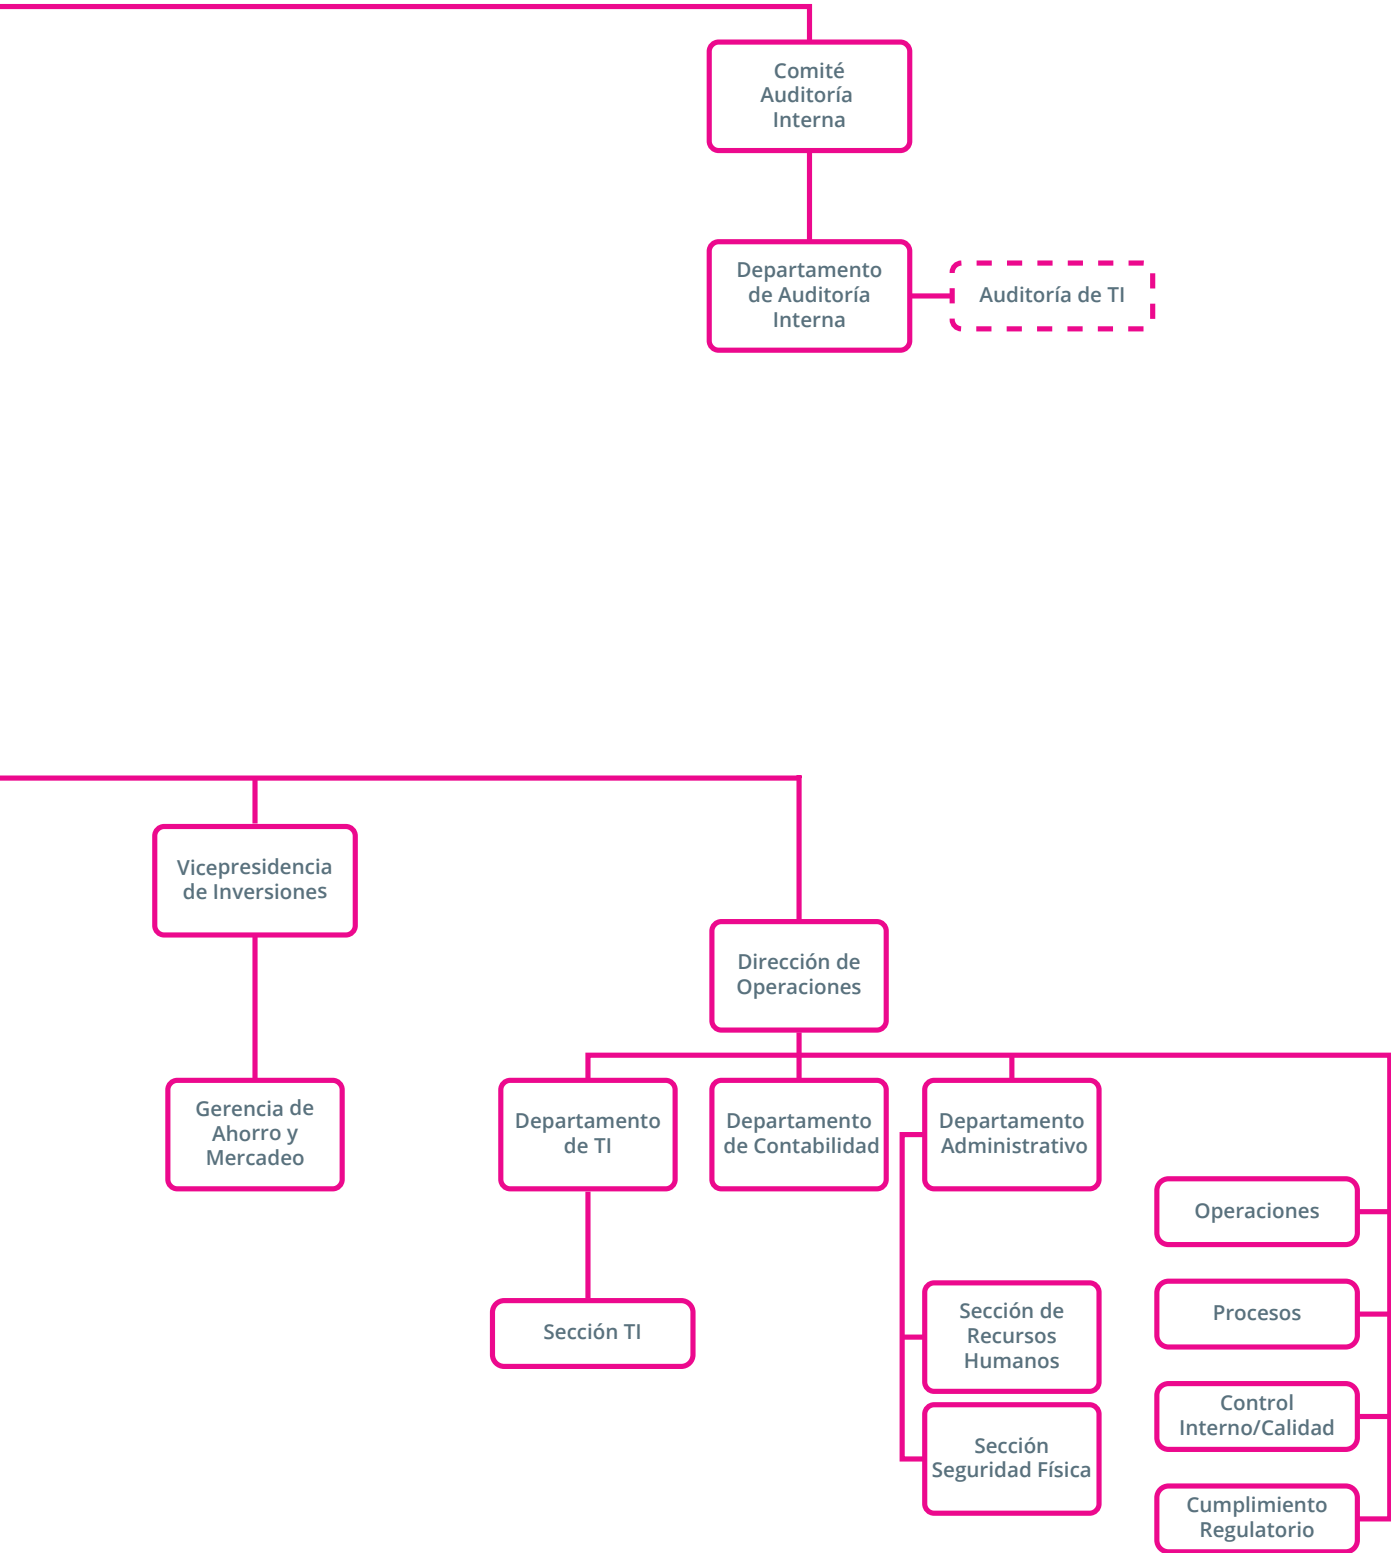 Comité
Auditoría
Interna
Departamento
de Auditoría
Interna
Auditoría de TI
Vicepresidencia
de Inversiones
Dirección de
Operaciones
Gerencia de
Ahorro y
Mercadeo
Departamento
de TI
Departamento
de Contabilidad
Departamento
Administrativo
Operaciones
Sección TI
Sección de
Recursos
Humanos
Procesos
Control
Interno/Calidad
Sección
Seguridad Física
Cumplimiento
Regulatorio